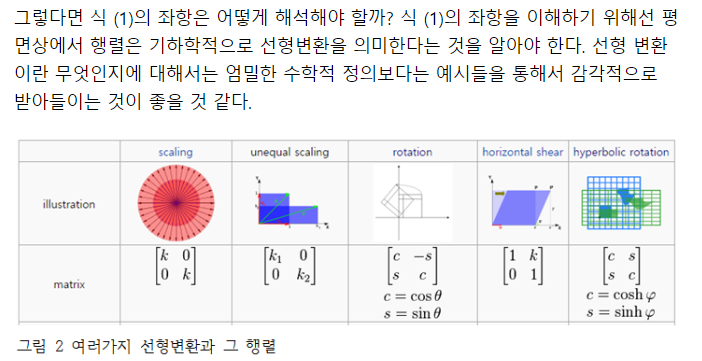 그렇다면 식 (1)의 좌항은 어떻게 해석해야 할까? 식 (1)의 좌항을 이해하기 위해선 평
면상에서 행렬은 기하학적으로 선형변환을 의미한다는 것을 알아야 한다. 선형 변환
이란 무엇인지에 대해서는 엄밀한 수학적 정의보다는 예시들을 통해서 감각적으로
받아들이는 것이 좋을 것 같다.
scaling unequal scaling rotation horizontal shear hyperbolic rotation
illustration
matrix
[k 0] [k₁ 0] [c −s] [1 k] [c s]
[0 k] [0 k₂] [s c] [0 1] [s c]
c = cos θ c = cosh φ
s = sin θ s = sinh φ
그림 2 여러가지 선형변환과 그 행렬